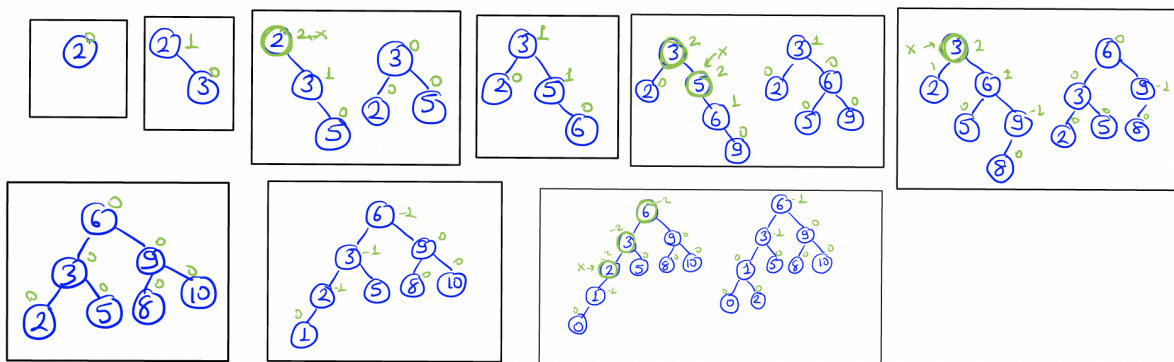 2 0
2 1
3 0
2 2 x
3 1
5 0
3 0
2 0 5 0
3 1
2 0 5 1
6 0
3 2
x
2 0 5 2
6 1
9 0
3 1
0 2 6 0
5 0 9 0
x → 3 2
2 6 1
0 5 9
8 0
6 0
0 3 9 -1
2 0 5 0 8 0
6 0
3 0 9 0
0 2 5 0 8 0 10 0
6 -2
3 -1 9 0
2 -1 5 0 8 0 10 0
0 1
6 -2
-2 3 9 0
x → 2 -2 5 0 8 0 10 0
1 -1
0 0
6 -2
3 -2 9 0
0 1 5 0 8 0 10 0
0 0 2 0